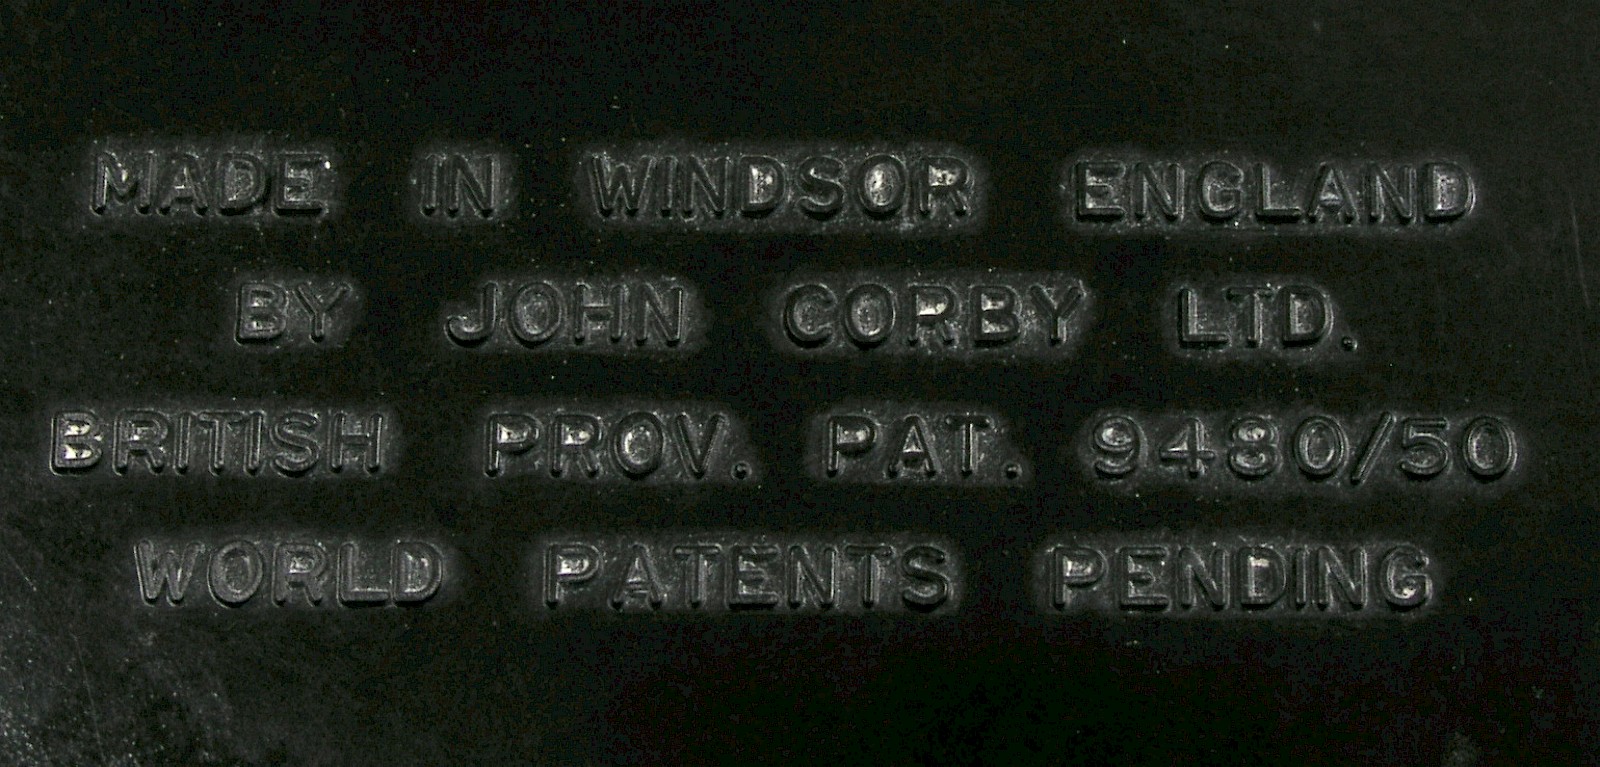 MADE IN WINDSOR ENGLAND
BY JOHN CORBY LTD.
BRITISH PROV. PAT. 9480/50
WORLD PATENTS PENDING